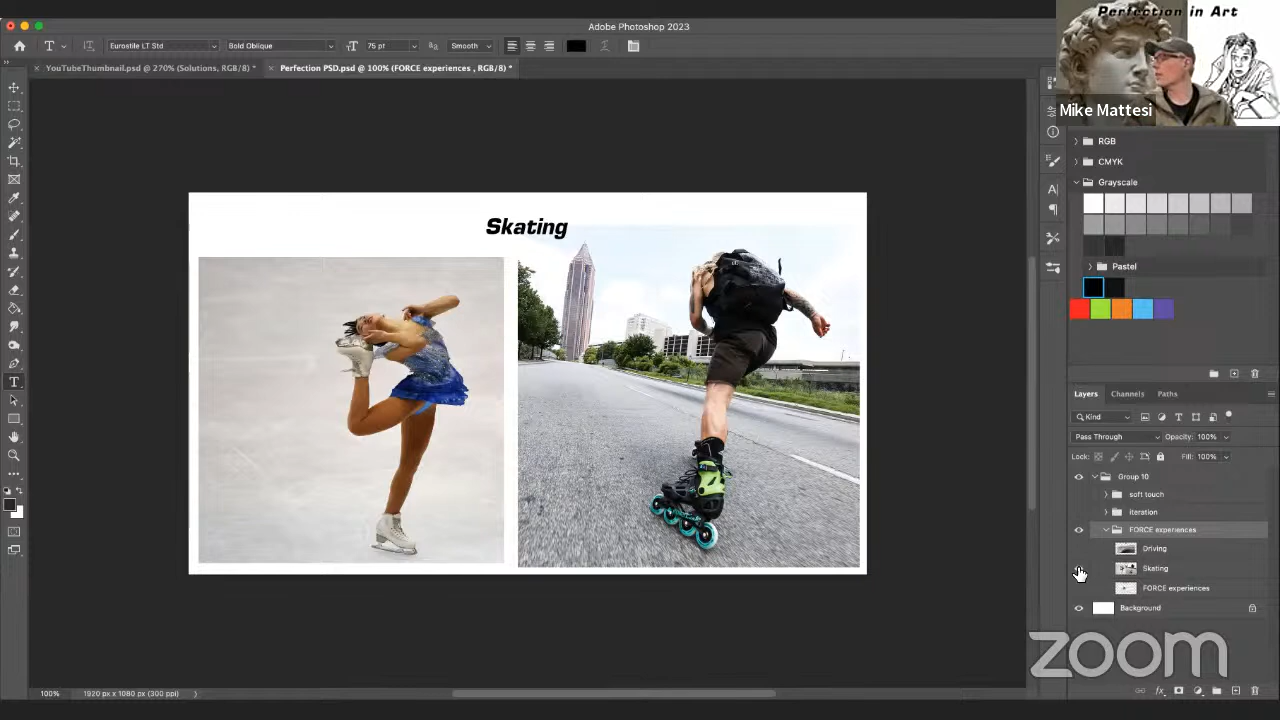 Adobe Photoshop 2023
Perfection in Art
Mike Mattesi
Eurostile LT Std
Bold Oblique
75 pt
Smooth
YouTubeThumbnail.psd @ 270% (Solutions, RGB/8) *
Perfection PSD.psd @ 100% (FORCE experiences , RGB/8) *
RGB
CMYK
Grayscale
Pastel
Skating
Layers
Channels
Paths
Kind
Pass Through
Opacity: 100%
Lock:
Fill: 100%
Group 10
soft touch
iteration
FORCE experiences
Driving
Skating
FORCE experiences
Background
zoom
100%
1920 px x 1080 px (300 ppi)